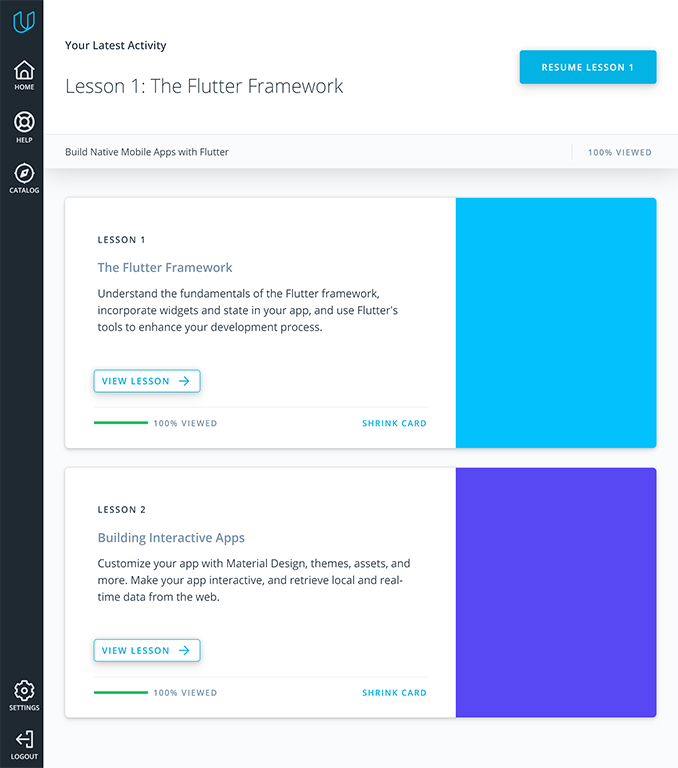 HOME
HELP
CATALOG
SETTINGS
LOGOUT
Your Latest Activity
Lesson 1: The Flutter Framework
RESUME LESSON 1
Build Native Mobile Apps with Flutter
100% VIEWED
LESSON 1
The Flutter Framework
Understand the fundamentals of the Flutter framework,
incorporate widgets and state in your app, and use Flutter's
tools to enhance your development process.
VIEW LESSON
100% VIEWED
SHRINK CARD
LESSON 2
Building Interactive Apps
Customize your app with Material Design, themes, assets, and
more. Make your app interactive, and retrieve local and real-
time data from the web.
VIEW LESSON
100% VIEWED
SHRINK CARD